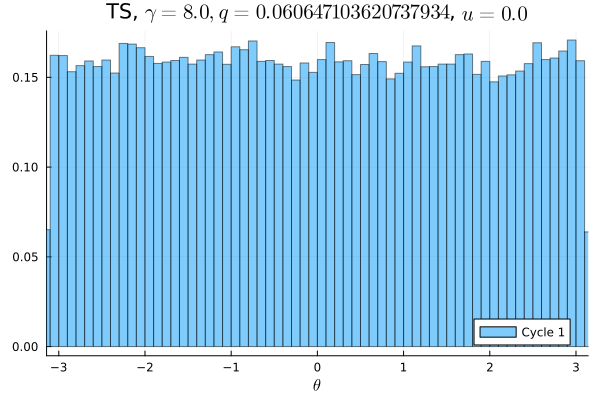 TS, γ = 8.0, q = 0.060647103620737934, u = 0.0
0.15
0.10
0.05
0.00
Cycle 1
−3 −2 −1 0 1 2 3
θ